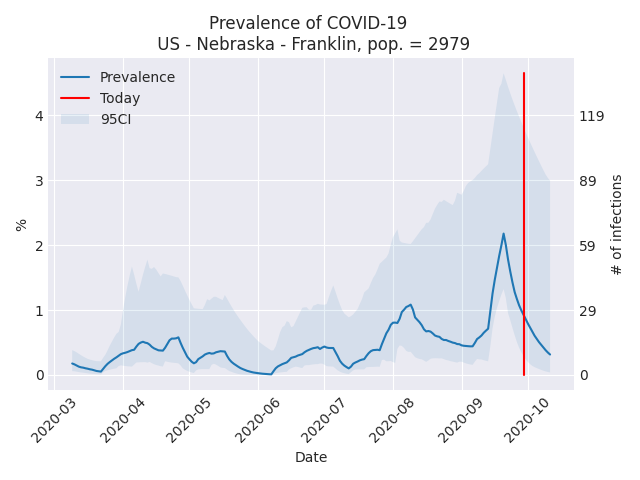 Prevalence of COVID-19
US - Nebraska - Franklin, pop. = 2979
Prevalence
Today
95CI
4
3
2
1
0
%
119
89
59
29
0
# of infections
2020-03
2020-04
2020-05
2020-06
2020-07
2020-08
2020-09
2020-10
Date